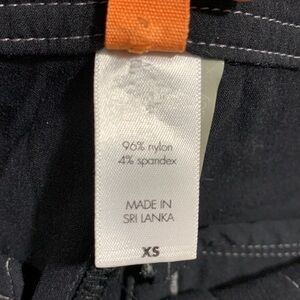 96% nylon
4% spandex
MADE IN
SRI LANKA
XS